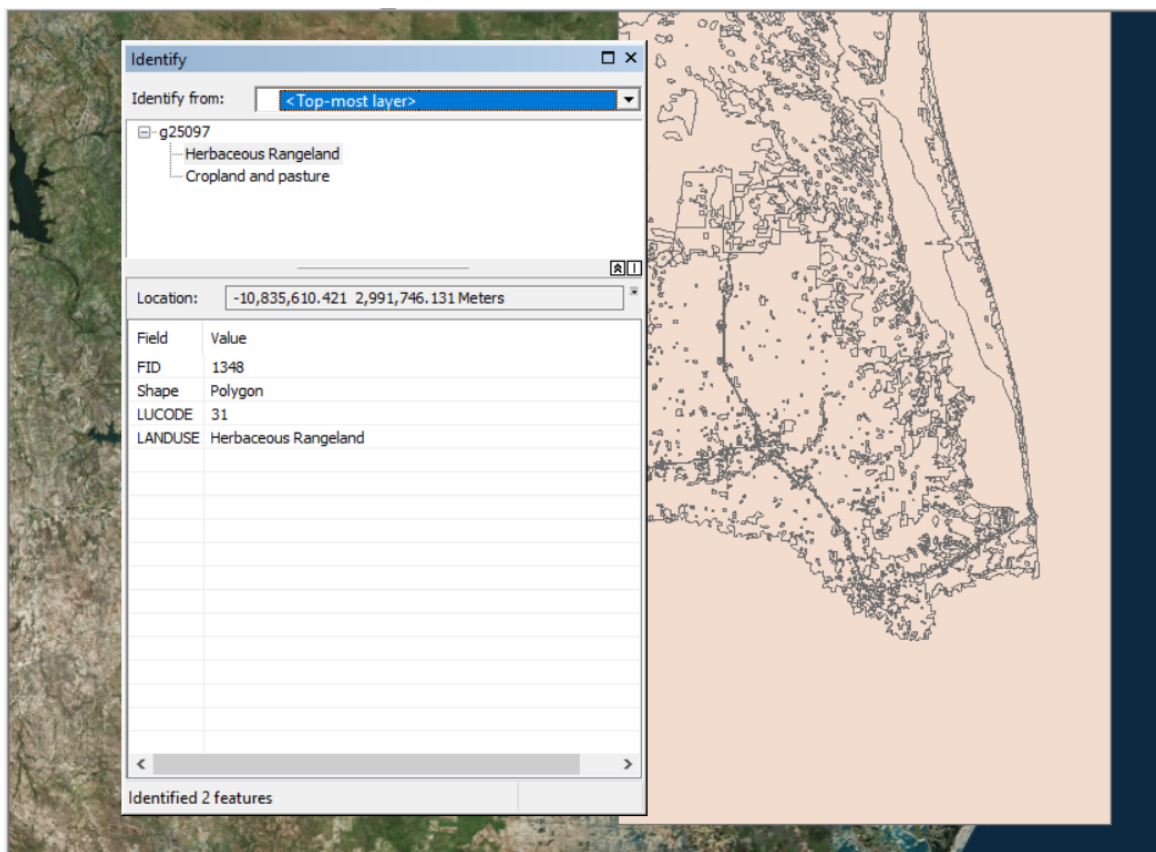 Identify
Identify from: <Top-most layer>
g25097
Herbaceous Rangeland
Cropland and pasture
Location: -10,835,610.421 2,991,746.131 Meters
Field Value
FID 1348
Shape Polygon
LUCODE 31
LANDUSE Herbaceous Rangeland
Identified 2 features